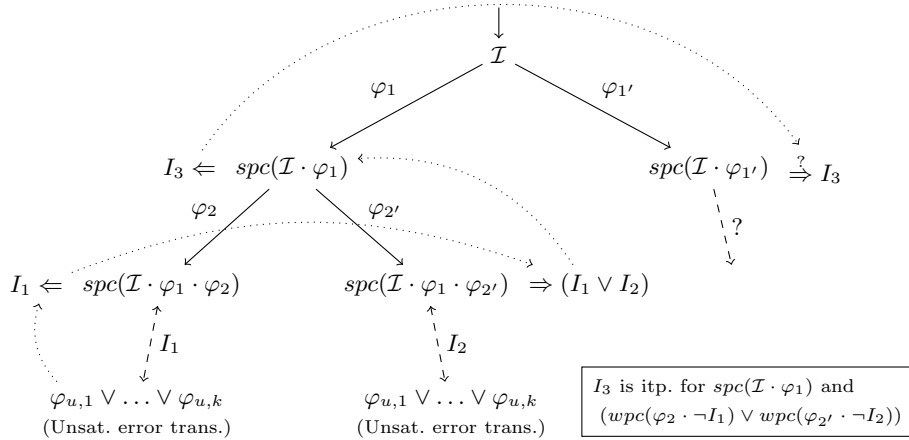 𝓘
φ₁ φ₁′
I₃ ⇐ spc(𝓘 · φ₁) spc(𝓘 · φ₁′) ?⇒ I₃
φ₂ φ₂′ ?
I₁ ⇐ spc(𝓘 · φ₁ · φ₂) spc(𝓘 · φ₁ · φ₂′) ⇒ (I₁ ∨ I₂)
I₁ I₂
φᵤ,₁ ∨ … ∨ φᵤ,ₖ φᵤ,₁ ∨ … ∨ φᵤ,ₖ
(Unsat. error trans.) (Unsat. error trans.)
I₃ is itp. for spc(𝓘 · φ₁) and
(wpc(φ₂ · ¬I₁) ∨ wpc(φ₂′ · ¬I₂))